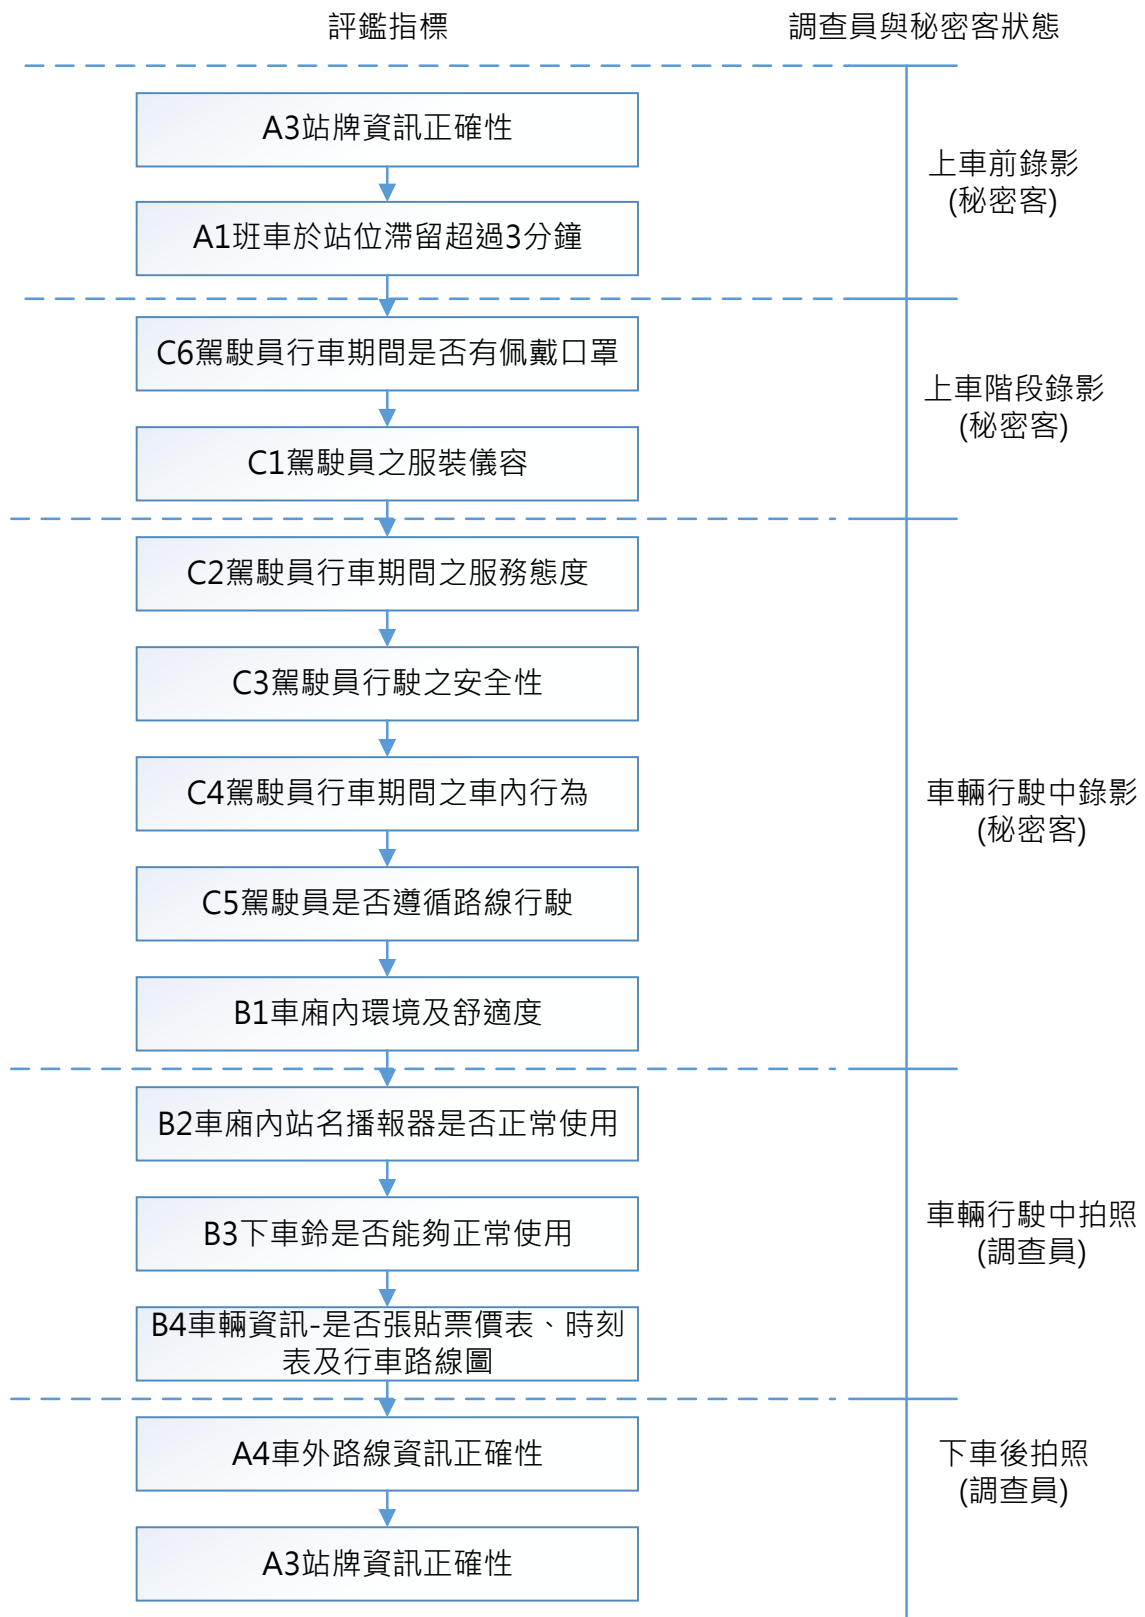 評鑑指標
調查員與秘密客狀態
A3站牌資訊正確性
上車前錄影
(秘密客)
A1班車於站位滯留超過3分鐘
C6駕駛員行車期間是否有佩戴口罩
上車階段錄影
(秘密客)
C1駕駛員之服裝儀容
C2駕駛員行車期間之服務態度
C3駕駛員行駛之安全性
C4駕駛員行車期間之車內行為
車輛行駛中錄影
(秘密客)
C5駕駛員是否遵循路線行駛
B1車廂內環境及舒適度
B2車廂內站名播報器是否正常使用
B3下車鈴是否能夠正常使用
車輛行駛中拍照
(調查員)
B4車輛資訊-是否張貼票價表、時刻
表及行車路線圖
A4車外路線資訊正確性
下車後拍照
(調查員)
A3站牌資訊正確性